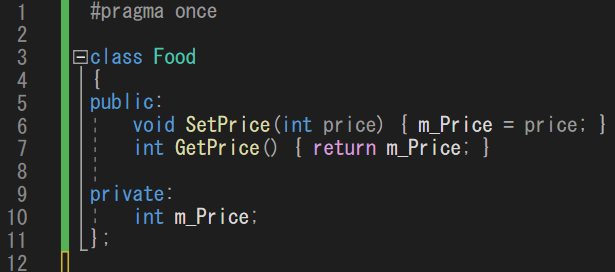 1 #pragma once
2
3 class Food
4 {
5 public:
6 void SetPrice(int price) { m_Price = price; }
7 int GetPrice() { return m_Price; }
8
9 private:
10 int m_Price;
11 };
12